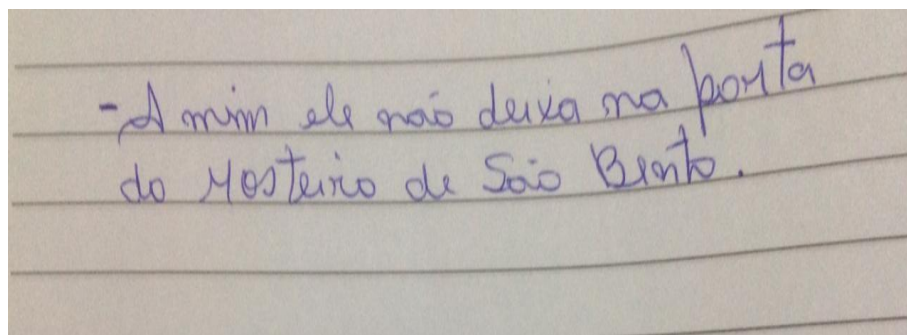 - A mim ele não deixa na porta
do Mosteiro de São Bento.